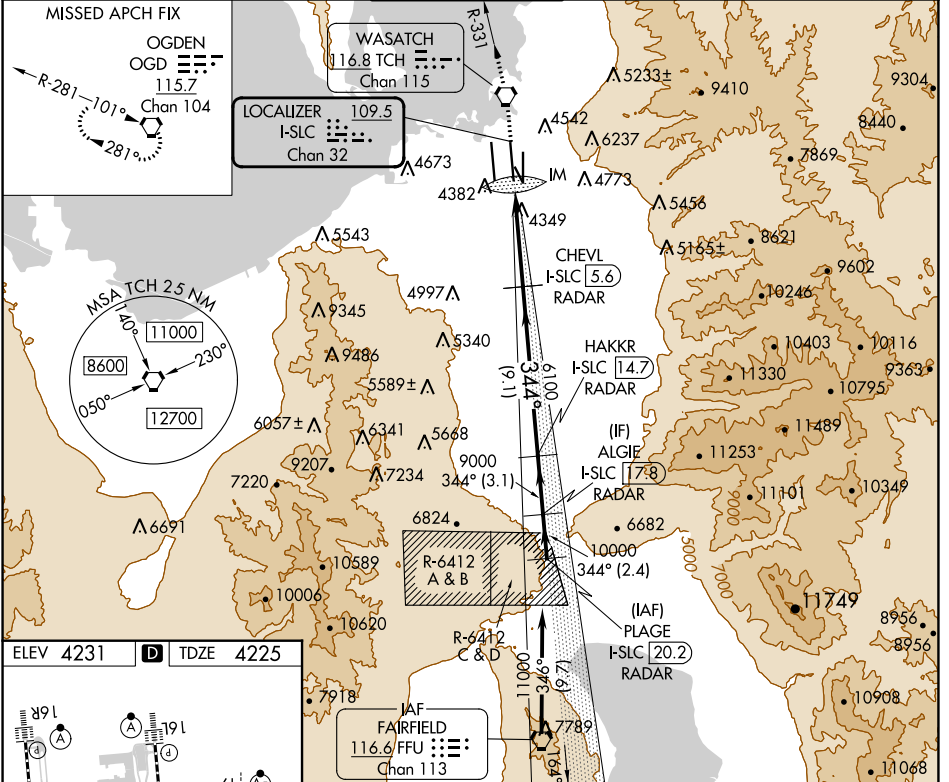 MISSED APCH FIX
OGDEN
OGD
115.7
Chan 104
R-281
101°
281°
WASATCH
116.8 TCH
Chan 115
R-331
LOCALIZER 109.5
I-SLC
Chan 32
5233±
9410
9304
8440
4542
6237
7869
4673
4382
IM
4773
5456
4349
5543
5165±
8621
9602
CHEVL
I-SLC 5.6
RADAR
MSA TCH 25 NM
140°
11000
8600
230°
050°
12700
4997
9345
10246
5340
9486
10403
10116
HAKKR
I-SLC 14.7
RADAR
344°
(9.1)
6100
5589±
11330
9363
10795
6057±
6341
5668
11489
(IF)
ALGIE
I-SLC 17.8
RADAR
9207
7234
9000
344° (3.1)
11253
7220
11101
10349
6691
6824
6682
7000
5000
7000
R-6412
A & B
10000
344° (2.4)
10589
10006
10620
11749
(IAF)
PLAGE
I-SLC 20.2
RADAR
8956
8956
R-6412
C & D
11000
346°
(6.7)
ELEV 4231 D TDZE 4225
7918
10908
IAF
FAIRFIELD
116.6 FFU
Chan 113
7789
164°
11068
16R
A
P
A
16L
P
A